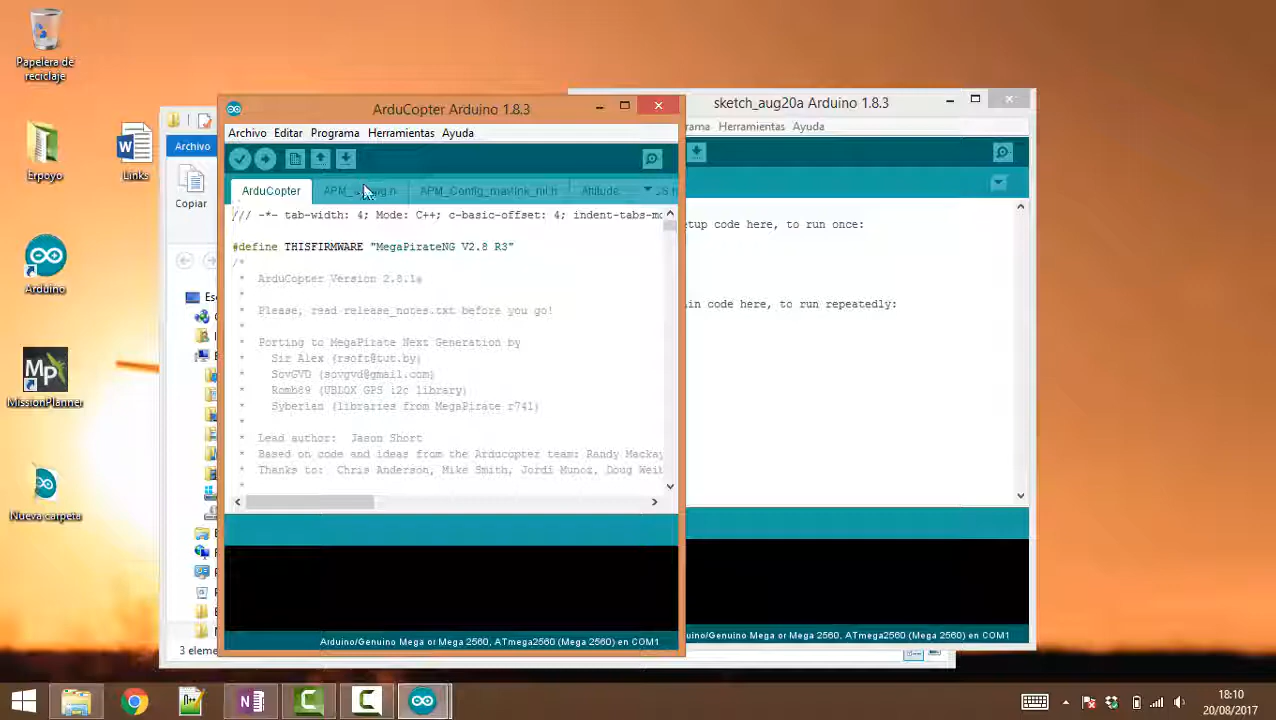 Papelera de
reciclaje
Erpoyo
Links
Arduino
Mp
MissionPlanner
Nueva carpeta
Archivo
Copiar
3 eleme
ArduCopter Arduino 1.8.3
Archivo Editar Programa Herramientas Ayuda
ArduCopter APM_Config_mavlink_hil.h Attitude
/// -*- tab-width: 4; Mode: C++; c-basic-offset: 4; indent-tabs-mo
#define THISFIRMWARE "MegaPirateNG V2.8 R3"
/*
* ArduCopter Version 2.8.1a
*
* Please, read release_notes.txt before you go!
*
* Porting to MegaPirate Next Generation by
* Sir Alex (rsoft@tut.by)
* SovGVD (sovgvd@gmail.com)
* Romb89 (UBLOX GPS i2c library)
* Syberian (libraries from MegaPirate r741)
*
* Lead author: Jason Short
* Based on code and ideas from the Arducopter team: Randy Mackay
* Thanks to: Chris Anderson, Mike Smith, Jordi Munoz, Doug Weib
*
Arduino/Genuino Mega or Mega 2560, ATmega2560 (Mega 2560) en COM1
sketch_aug20a Arduino 1.8.3
rama Herramientas Ayuda
etup code here, to run once:
in code here, to run repeatedly:
uino/Genuino Mega or Mega 2560, ATmega2560 (Mega 2560) en COM1
18:10
20/08/2017